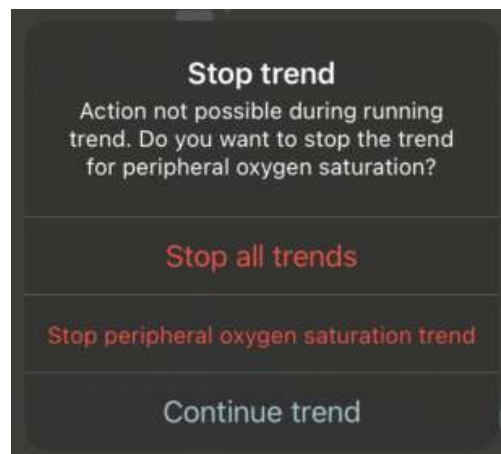 Stop trend
Action not possible during running
trend. Do you want to stop the trend
for peripheral oxygen saturation?
Stop all trends
Stop peripheral oxygen saturation trend
Continue trend